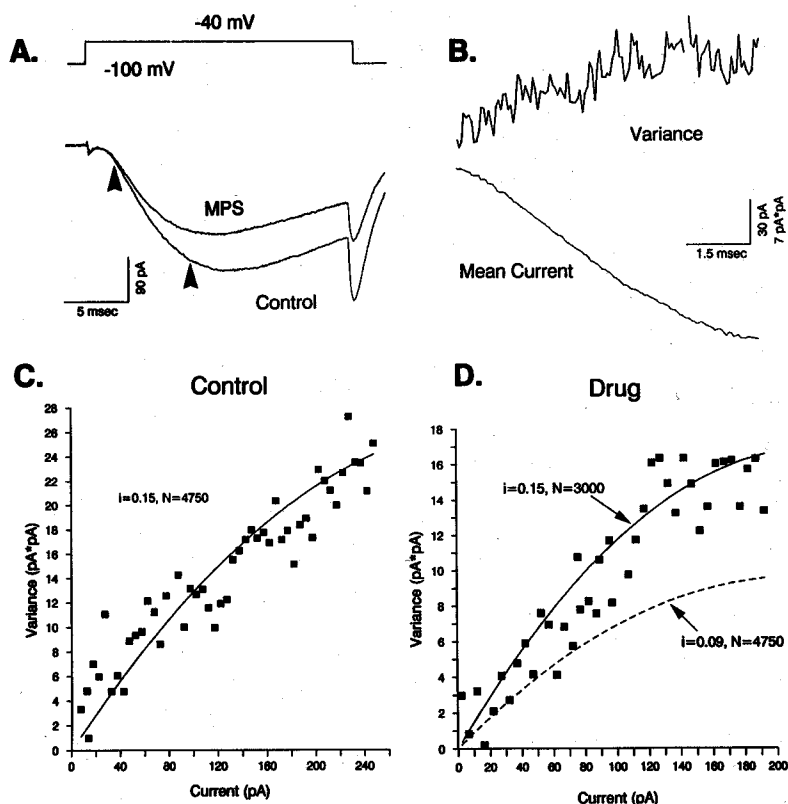 A.
-40 mV
-100 mV
MPS
Control
90 pA
5 msec
B.
Variance
Mean Current
30 pA
7 pA*pA
1.5 msec
C.
Control
Variance (pA*pA)
28
26
24
22
20
18
16
14
12
10
8
6
4
2
0
i=0.15, N=4750
0
40
80
120
160
200
240
Current (pA)
D.
Drug
Variance (pA*pA)
18
16
14
12
10
8
6
4
2
0
i=0.15, N=3000
i=0.09, N=4750
0
20
40
60
80
100
120
140
160
180
200
Current (pA)